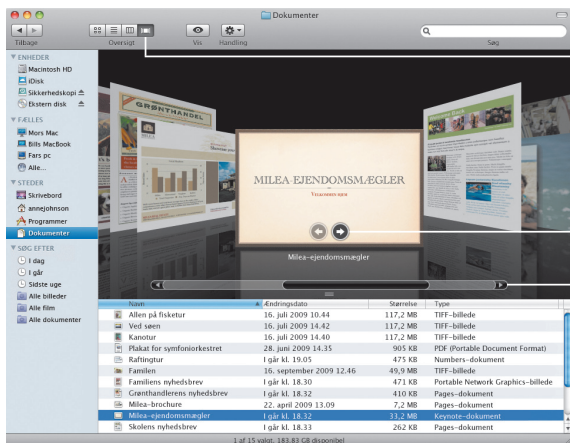 Dokumenter
Tilbage Oversigt Vis Handling Søg
ENHEDER
Macintosh HD
iDisk
Sikkerhedskopi
Ekstern disk
FÆLLES
Mors Mac
Bills MacBook
Fars pc
Alle...
STEDER
Skrivebord
annejohnson
Programmer
Dokumenter
SØG EFTER
I dag
I går
Sidste uge
Alle billeder
Alle film
Alle dokumenter
GRØNTHANDEL
MILEA-EJENDOMSMÆGLER
Milea-ejendomsmægler
Navn Ændringsdato Størrelse Type
Allen på fisketur 16. juli 2009 10.44 117,2 MB TIFF-billede
Ved søen 16. juli 2009 14.42 117,2 MB TIFF-billede
Kanotur 16. juli 2009 14.40 117,2 MB TIFF-billede
Plakat for symfoniorkestret 28. juni 2009 14.35 905 KB PDF (Portable Document Format)
Raftingtur I går kl. 19.05 475 KB Numbers-dokument
Familen 16. september 2009 12.46 49,9 MB TIFF-billede
Familiens nyhedsbrev I går kl. 18.30 471 KB Portable Network Graphics-billede
Grønthandlerens nyhedsbrev I går kl. 18.32 410 KB Pages-dokument
Milea-brochure 22. april 2009 13.09 7,2 MB Pages-dokument
Milea-ejendomsmægler I går kl. 18.32 33,2 MB Keynote-dokument
Skolens nyhedsbrev I går kl. 18.33 262 KB Pages-dokument
1 af 15 valgt, 183,83 GB disponibel